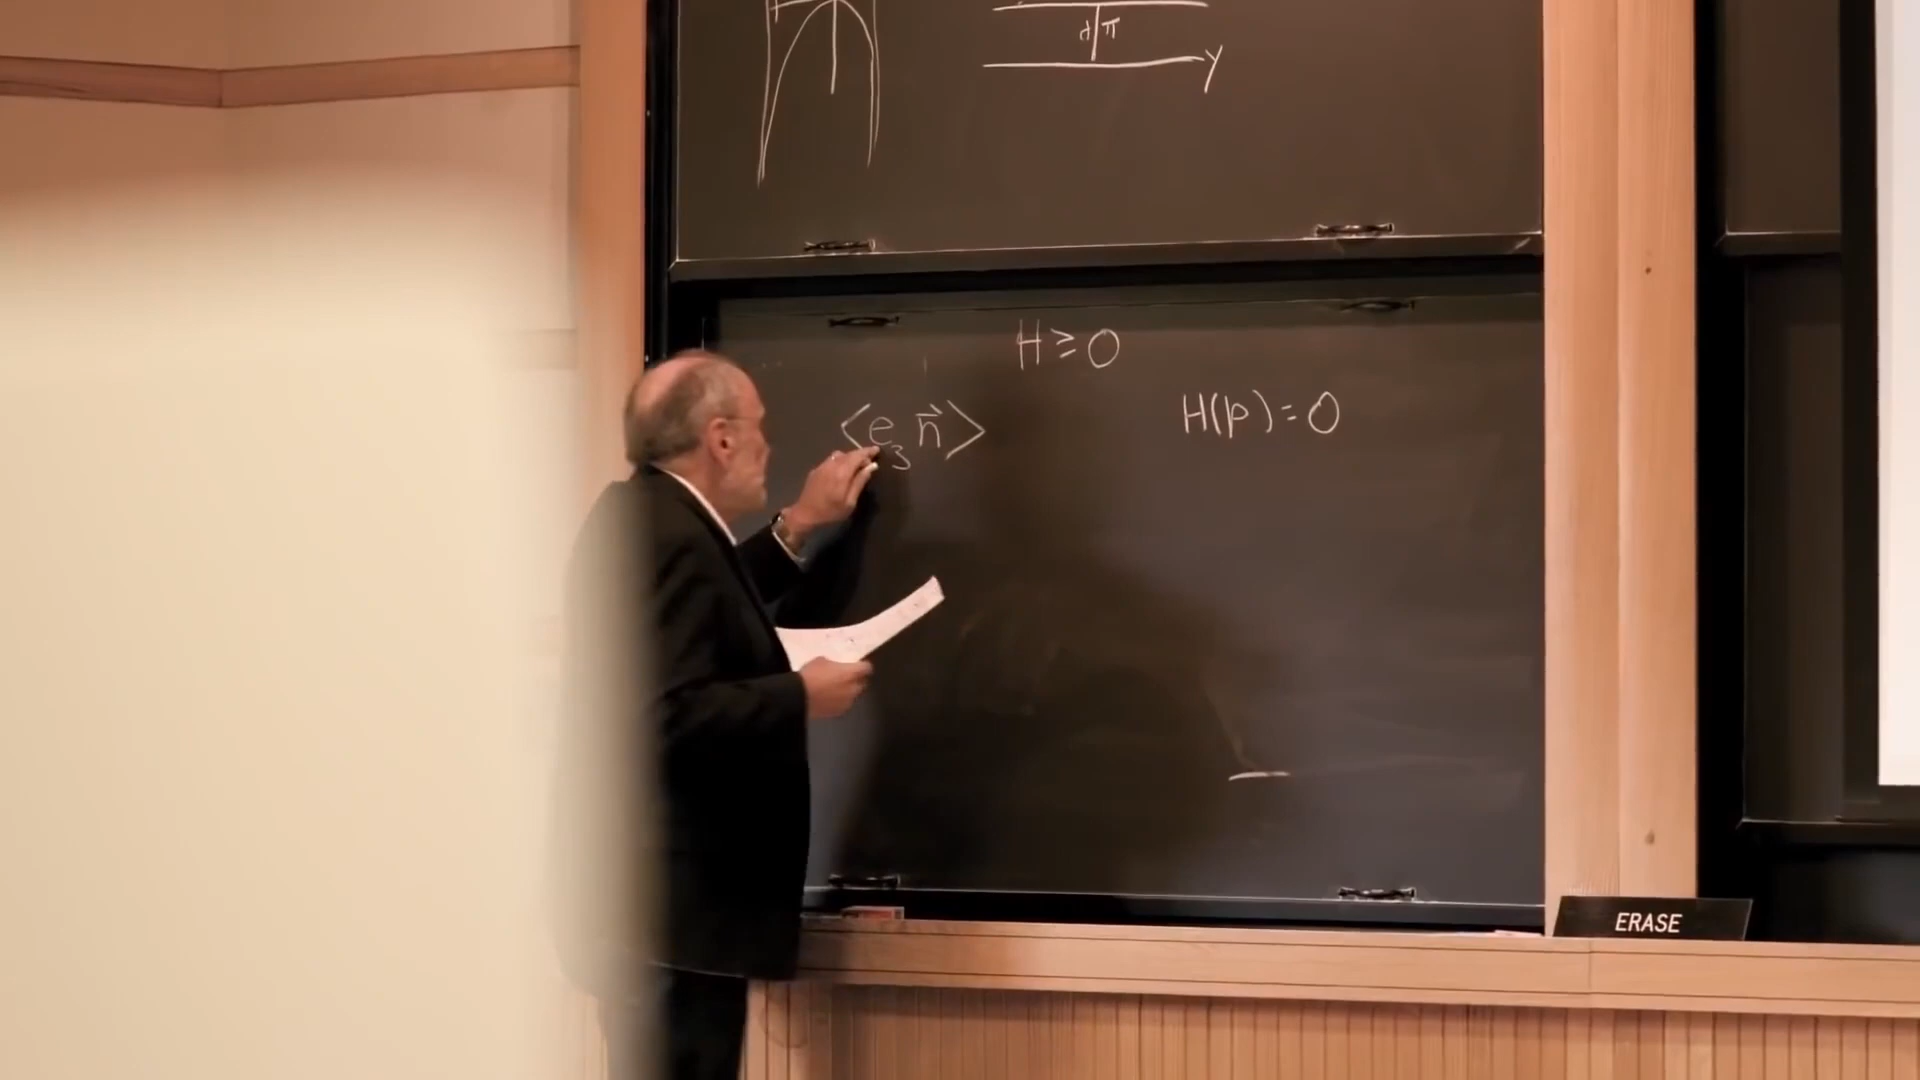 π
y
H ≥ 0
<e₃ n⃗>
H(p) = 0
ERASE